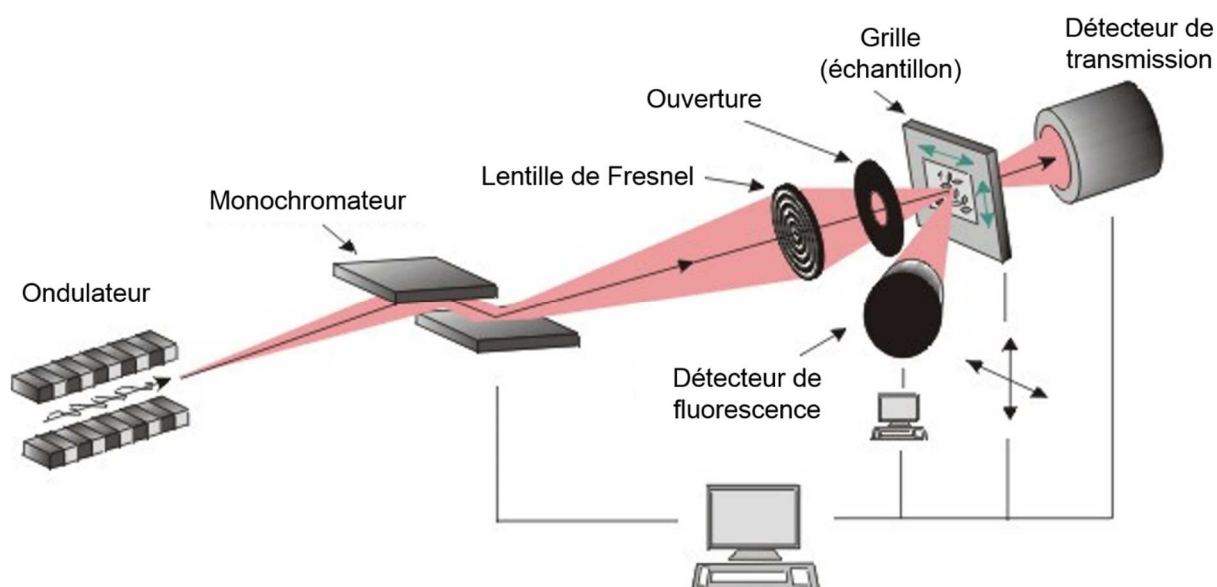 Ondulateur
Monochromateur
Lentille de Fresnel
Ouverture
Grille
(échantillon)
Détecteur de
transmission
Détecteur de
fluorescence